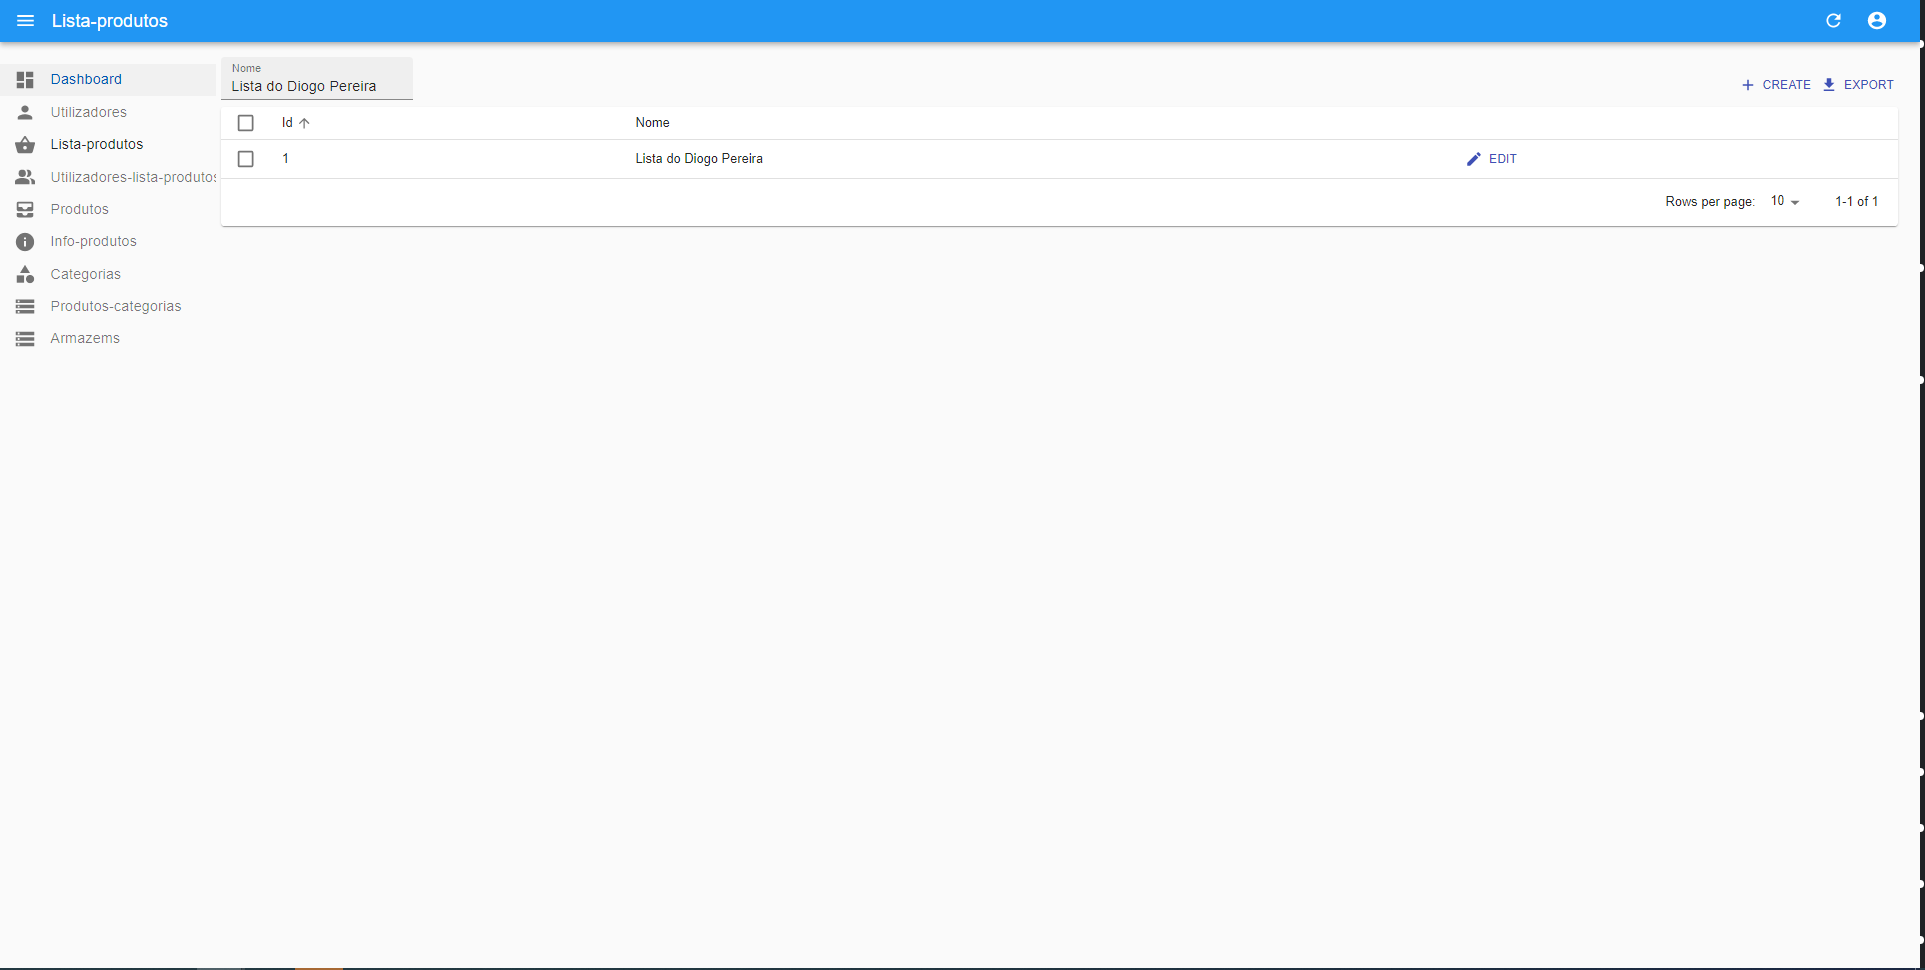 Lista-produtos
Dashboard
Utilizadores
Lista-produtos
Utilizadores-lista-produtos
Produtos
Info-produtos
Categorias
Produtos-categorias
Armazems
Nome
Lista do Diogo Pereira
CREATE EXPORT
Id Nome
1 Lista do Diogo Pereira EDIT
Rows per page: 10 1-1 of 1